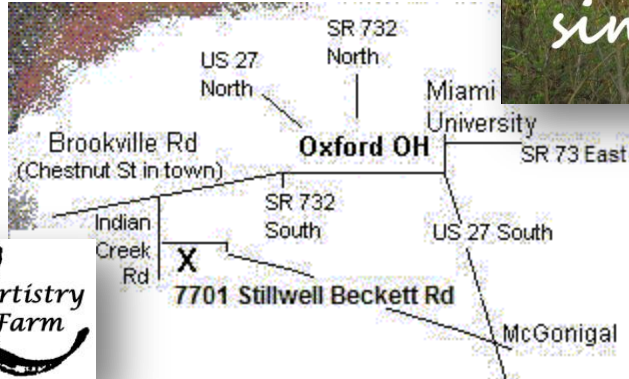 sin
SR 732
North
US 27
North
Miami
University
Brookville Rd
(Chestnut St in town)
Oxford OH
SR 73 East
SR 732
South
Indian
Creek
Rd
US 27 South
X
7701 Stillwell Beckett Rd
rtistry
Farm
McGonigal